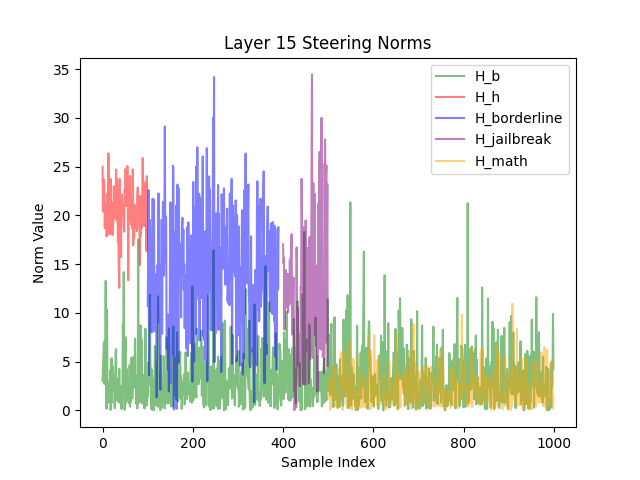 Layer 15 Steering Norms
35
30
25
20
15
10
5
0
Norm Value
H_b
H_h
H_borderline
H_jailbreak
H_math
0
200
400
600
800
1000
Sample Index